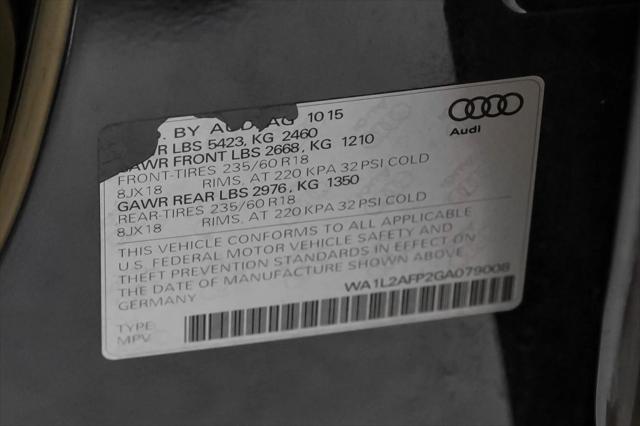 BY AUDI AG 10 15
R LBS 5423, KG 2460
GAWR FRONT LBS 2668, KG 1210
FRONT-TIRES 235/60 R18
8JX18 RIMS, AT 220 KPA 32 PSI COLD
GAWR REAR LBS 2976, KG 1350
REAR-TIRES 235/60 R18
8JX18 RIMS, AT 220 KPA 32 PSI COLD
THIS VEHICLE CONFORMS TO ALL APPLICABLE
U.S. FEDERAL MOTOR VEHICLE SAFETY AND
THEFT PREVENTION STANDARDS IN EFFECT ON
THE DATE OF MANUFACTURE SHOWN ABOVE
GERMANY WA1L2AFP2GA079008
TYPE
MPV
Audi